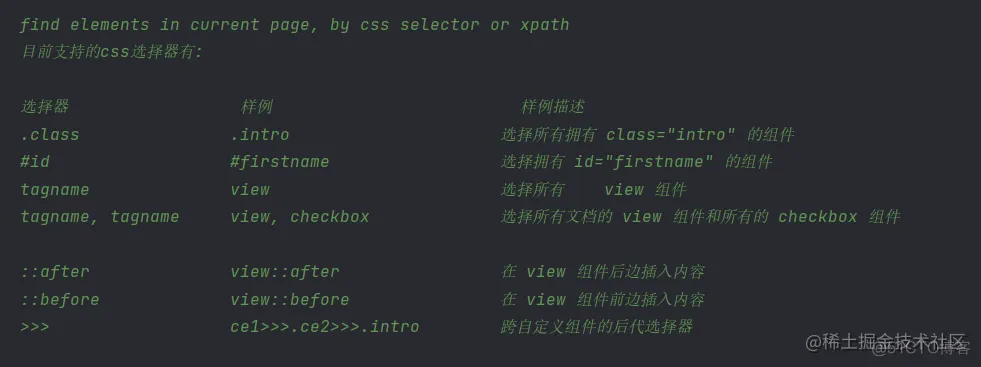 find elements in current page, by css selector or xpath
目前支持的css选择器有:
选择器 样例 样例描述
.class .intro 选择所有拥有 class="intro" 的组件
#id #firstname 选择拥有 id="firstname" 的组件
tagname view 选择所有 view 组件
tagname, tagname view, checkbox 选择所有文档的 view 组件和所有的 checkbox 组件
::after view::after 在 view 组件后边插入内容
::before view::before 在 view 组件前边插入内容
>>> ce1>>>.ce2>>>.intro 跨自定义组件的后代选择器
@稀土掘金技术社区
@51CTO博客